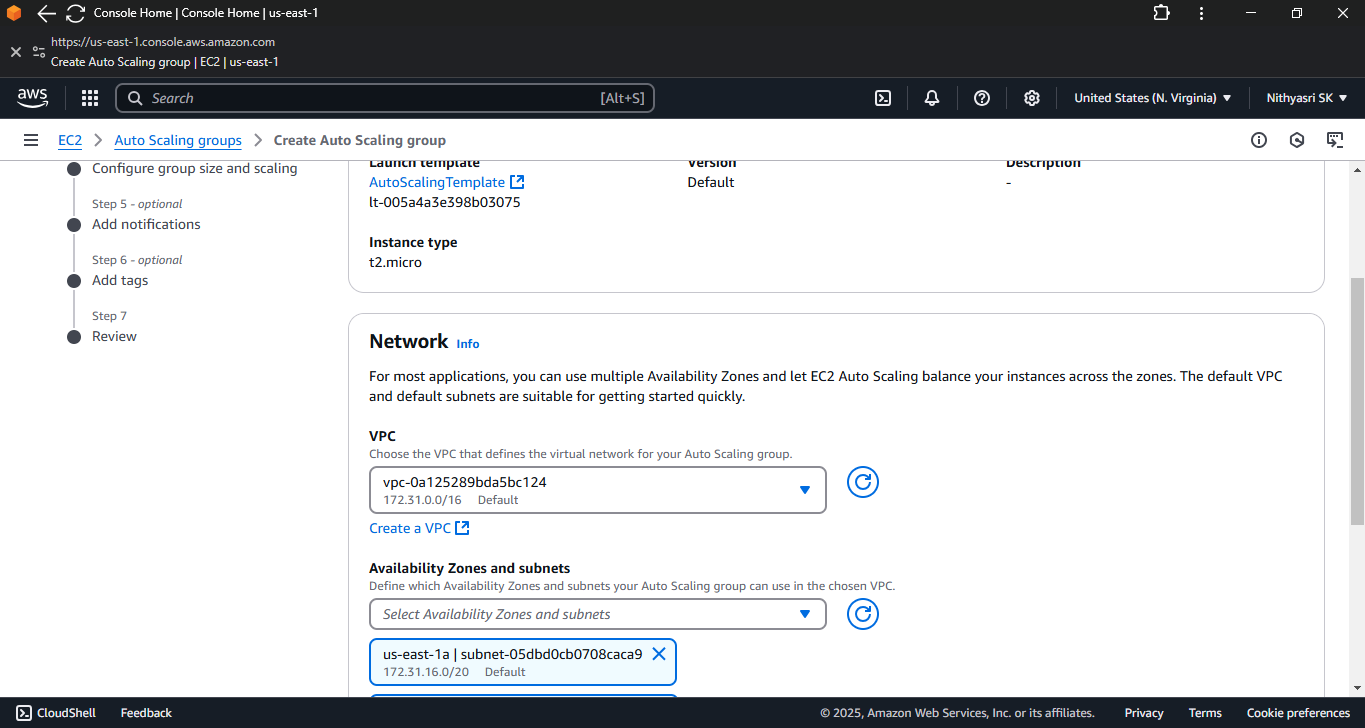 Console Home | Console Home | us-east-1
https://us-east-1.console.aws.amazon.com
Create Auto Scaling group | EC2 | us-east-1
aws
Search
[Alt+S]
United States (N. Virginia)
Nithyasri SK
EC2
Auto Scaling groups
Create Auto Scaling group
Configure group size and scaling
Step 5 - optional
Add notifications
Step 6 - optional
Add tags
Step 7
Review
Launch template
AutoScalingTemplate
lt-005a4a3e398b03075
Version
Default
Description
-
Instance type
t2.micro
Network Info
For most applications, you can use multiple Availability Zones and let EC2 Auto Scaling balance your instances across the zones. The default VPC
and default subnets are suitable for getting started quickly.
VPC
Choose the VPC that defines the virtual network for your Auto Scaling group.
vpc-0a125289bda5bc124
172.31.0.0/16 Default
Create a VPC
Availability Zones and subnets
Define which Availability Zones and subnets your Auto Scaling group can use in the chosen VPC.
Select Availability Zones and subnets
us-east-1a | subnet-05dbd0cb0708caca9
172.31.16.0/20 Default
CloudShell
Feedback
© 2025, Amazon Web Services, Inc. or its affiliates.
Privacy
Terms
Cookie preferences